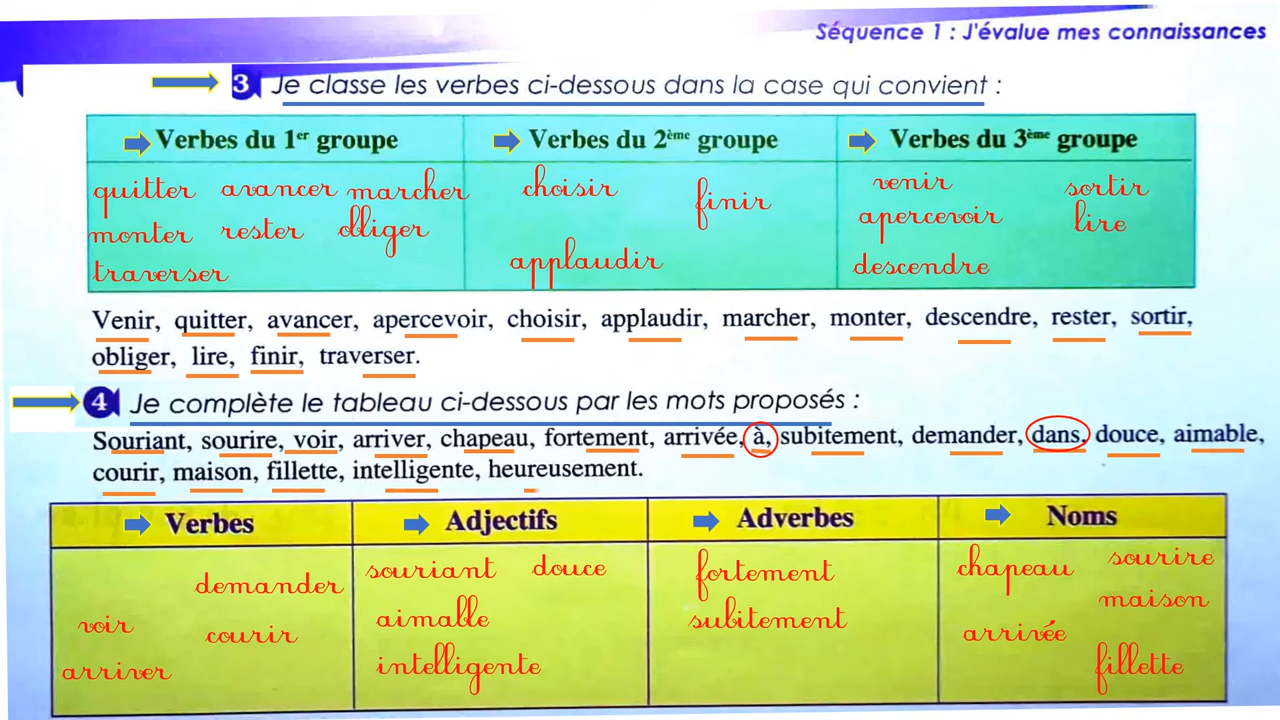 Séquence 1 : J'évalue mes connaissances
3 Je classe les verbes ci-dessous dans la case qui convient :
Verbes du 1er groupe Verbes du 2ème groupe Verbes du 3ème groupe
quitter avancer marcher choisir finir venir sortir
monter rester obliger apercevoir lire
traverser applaudir descendre
Venir, quitter, avancer, apercevoir, choisir, applaudir, marcher, monter, descendre, rester, sortir,
obliger, lire, finir, traverser.
4 Je complète le tableau ci-dessous par les mots proposés :
Souriant, sourire, voir, arriver, chapeau, fortement, arrivée, à, subitement, demander, dans, douce, aimable,
courir, maison, fillette, intelligente, heureusement.
Verbes Adjectifs Adverbes Noms
demander souriant douce fortement chapeau sourire
voir courir aimable subitement arrivée maison
arriver intelligente fillette